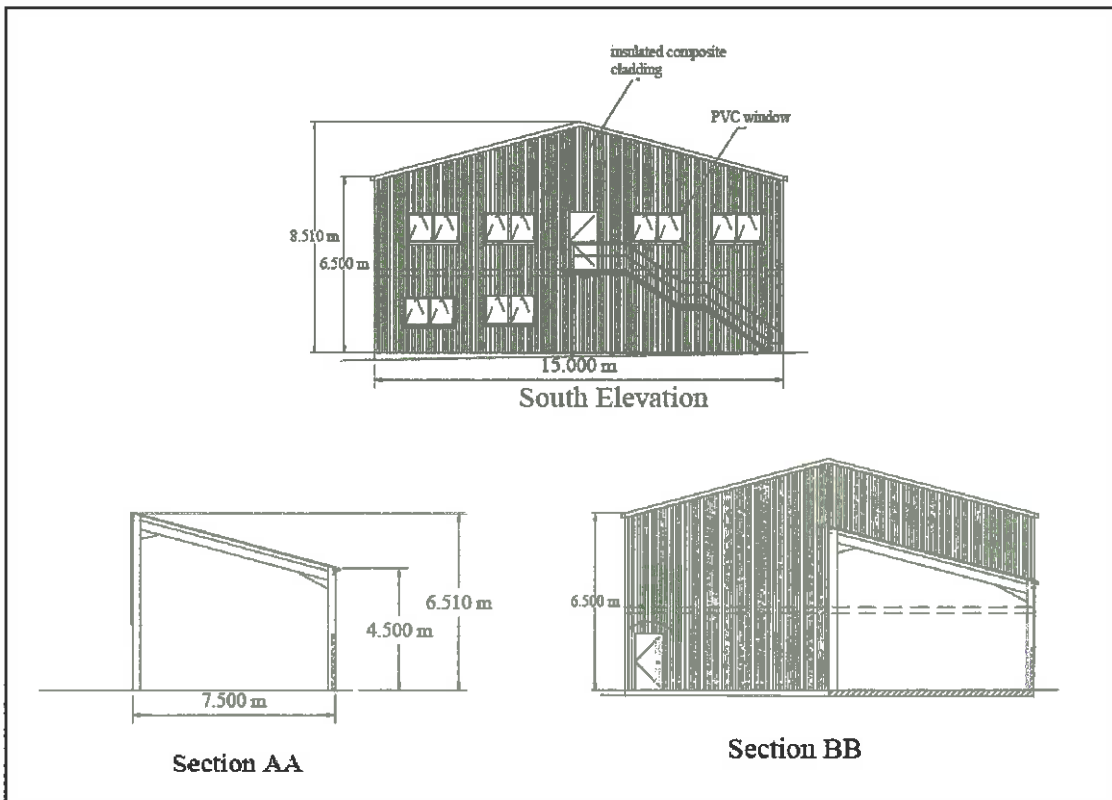 insulated composite
cladding
PVC window
8.510 m
6.500 m
15.000 m
South Elevation
6.510 m
4.500 m
7.500 m
Section AA
6.500 m
Section BB